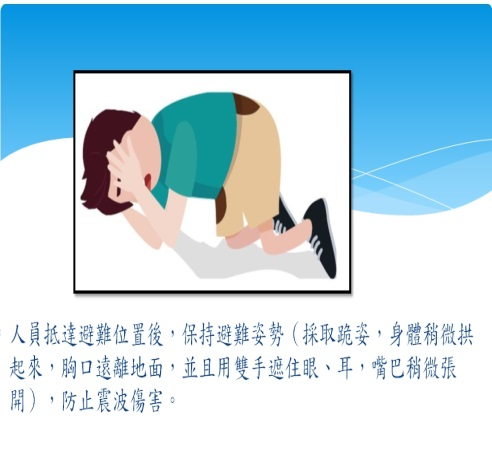 人員抵達避難位置後，保持避難姿勢（採取跪姿，身體稍微拱
起來，胸口遠離地面，並且用雙手遮住眼、耳，嘴巴稍微張
開），防止震波傷害。